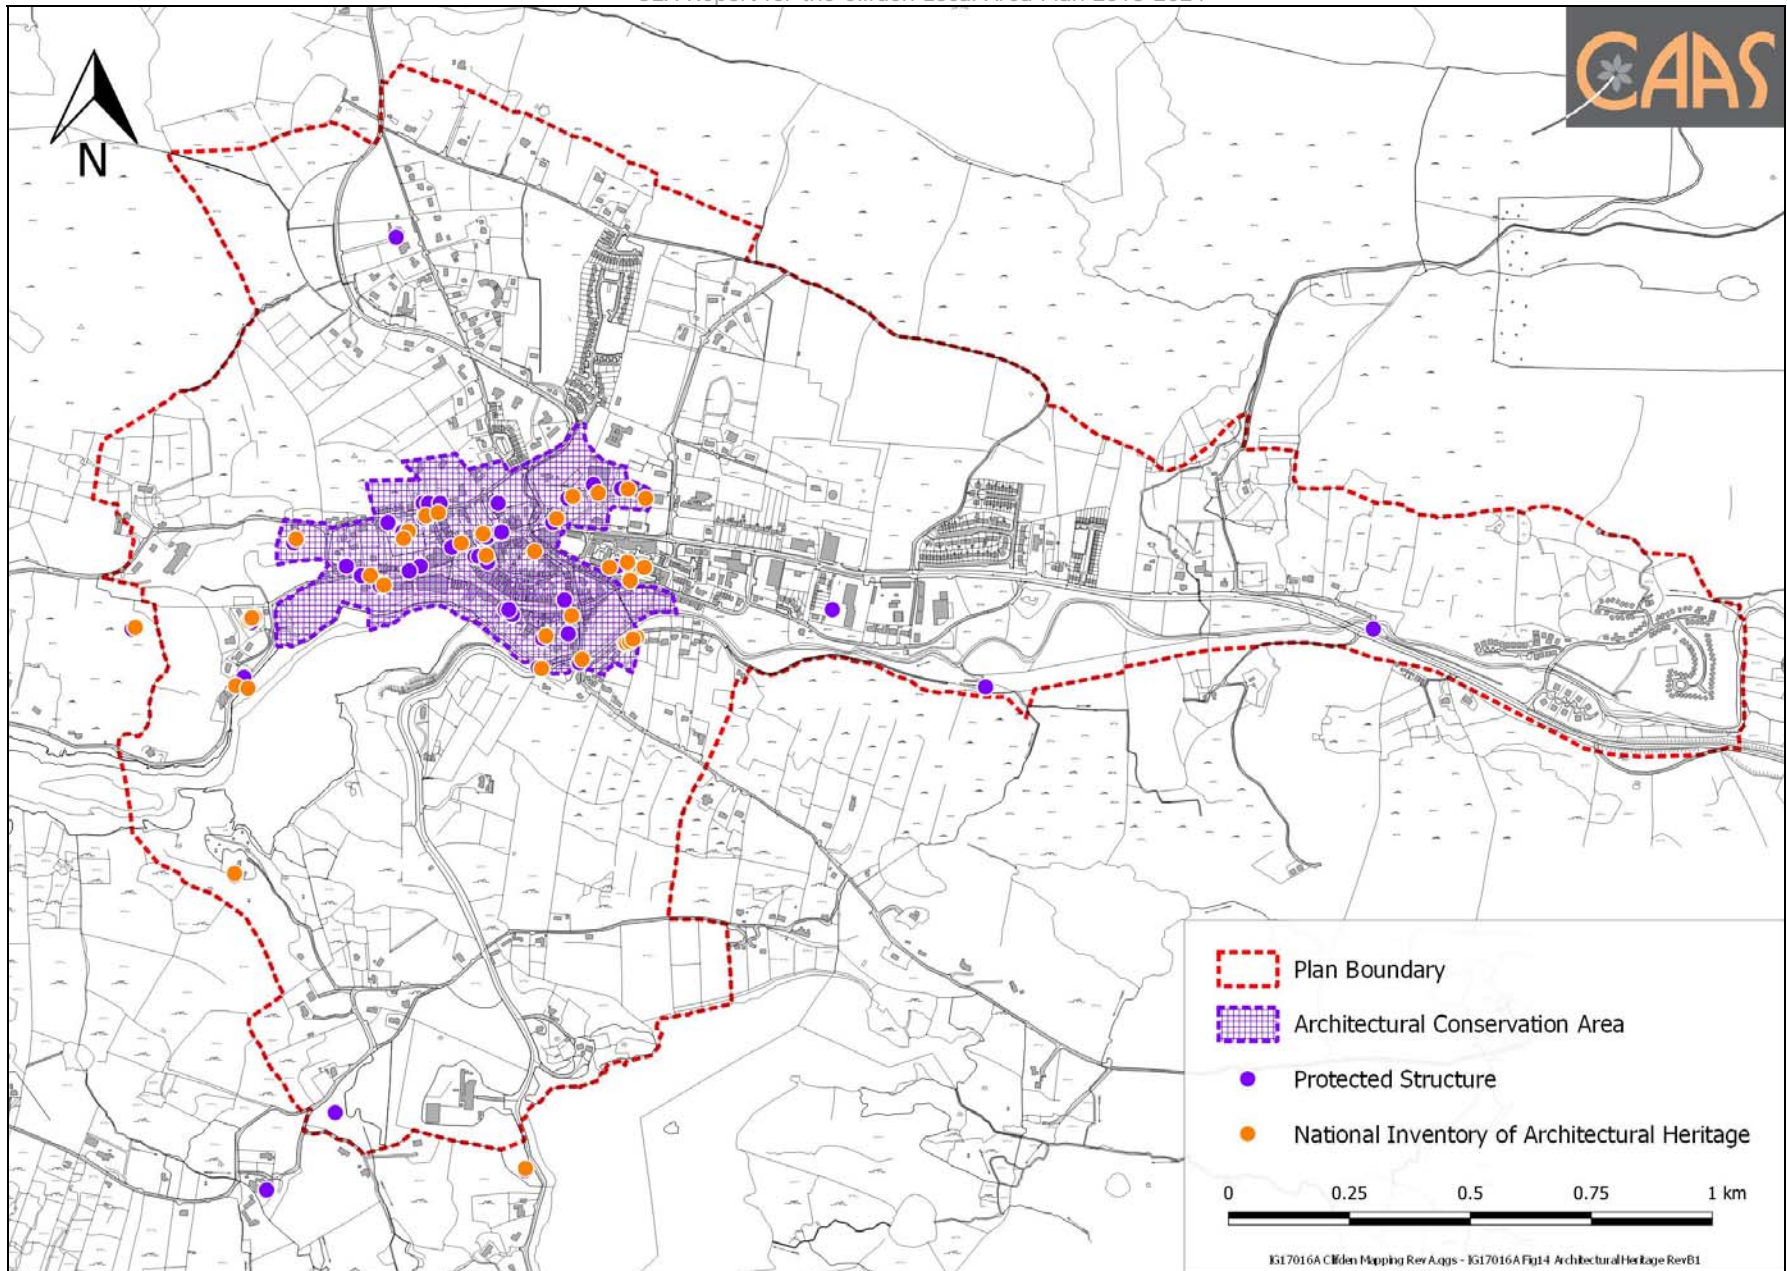 CAAS
N
Plan Boundary
Architectural Conservation Area
Protected Structure
National Inventory of Architectural Heritage
0 0.25 0.5 0.75 1 km
IG17016A Clifden Mapping Rev A.qgs - IG17016A Fig14 Architectural Heritage RevB1